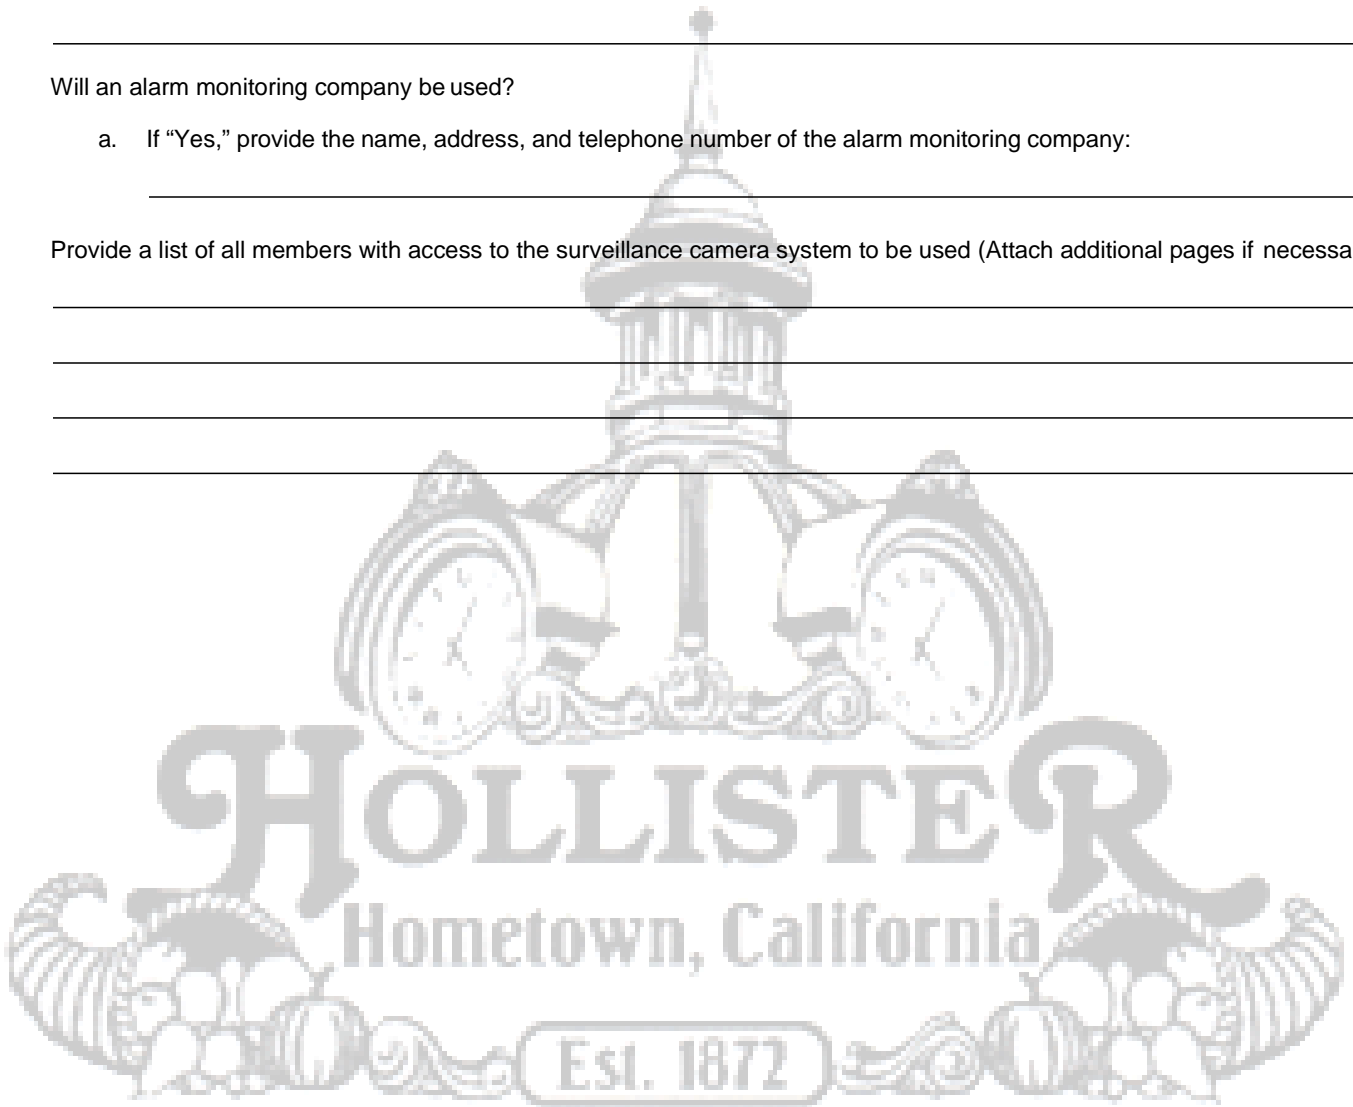 Will an alarm monitoring company be used?
a. If “Yes,” provide the name, address, and telephone number of the alarm monitoring company:
Provide a list of all members with access to the surveillance camera system to be used (Attach additional pages if necessa
HOLLISTER
Hometown, California
Est. 1872